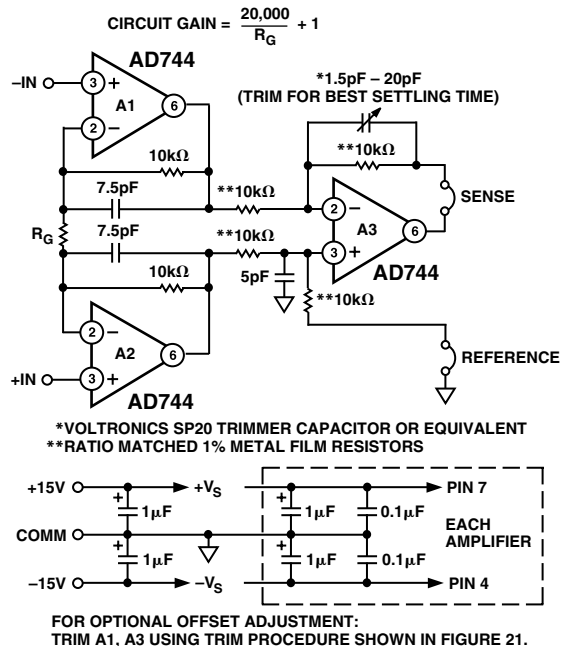 CIRCUIT GAIN = 20,000 / R_G + 1
AD744
–IN
3
+
A1
6
2
–
10kΩ
7.5pF
R_G
7.5pF
10kΩ
2
–
A2
6
+IN
3
+
AD744
*1.5pF – 20pF
(TRIM FOR BEST SETTLING TIME)
**10kΩ
**10kΩ
2
–
A3
6
3
+
AD744
SENSE
**10kΩ
5pF
**10kΩ
REFERENCE
*VOLTRONICS SP20 TRIMMER CAPACITOR OR EQUIVALENT
**RATIO MATCHED 1% METAL FILM RESISTORS
+15V
+
1μF
+V_S
+
1μF
0.1μF
PIN 7
COMM
EACH
AMPLIFIER
+
1μF
+
1μF
0.1μF
–15V
–V_S
PIN 4
FOR OPTIONAL OFFSET ADJUSTMENT:
TRIM A1, A3 USING TRIM PROCEDURE SHOWN IN FIGURE 21.